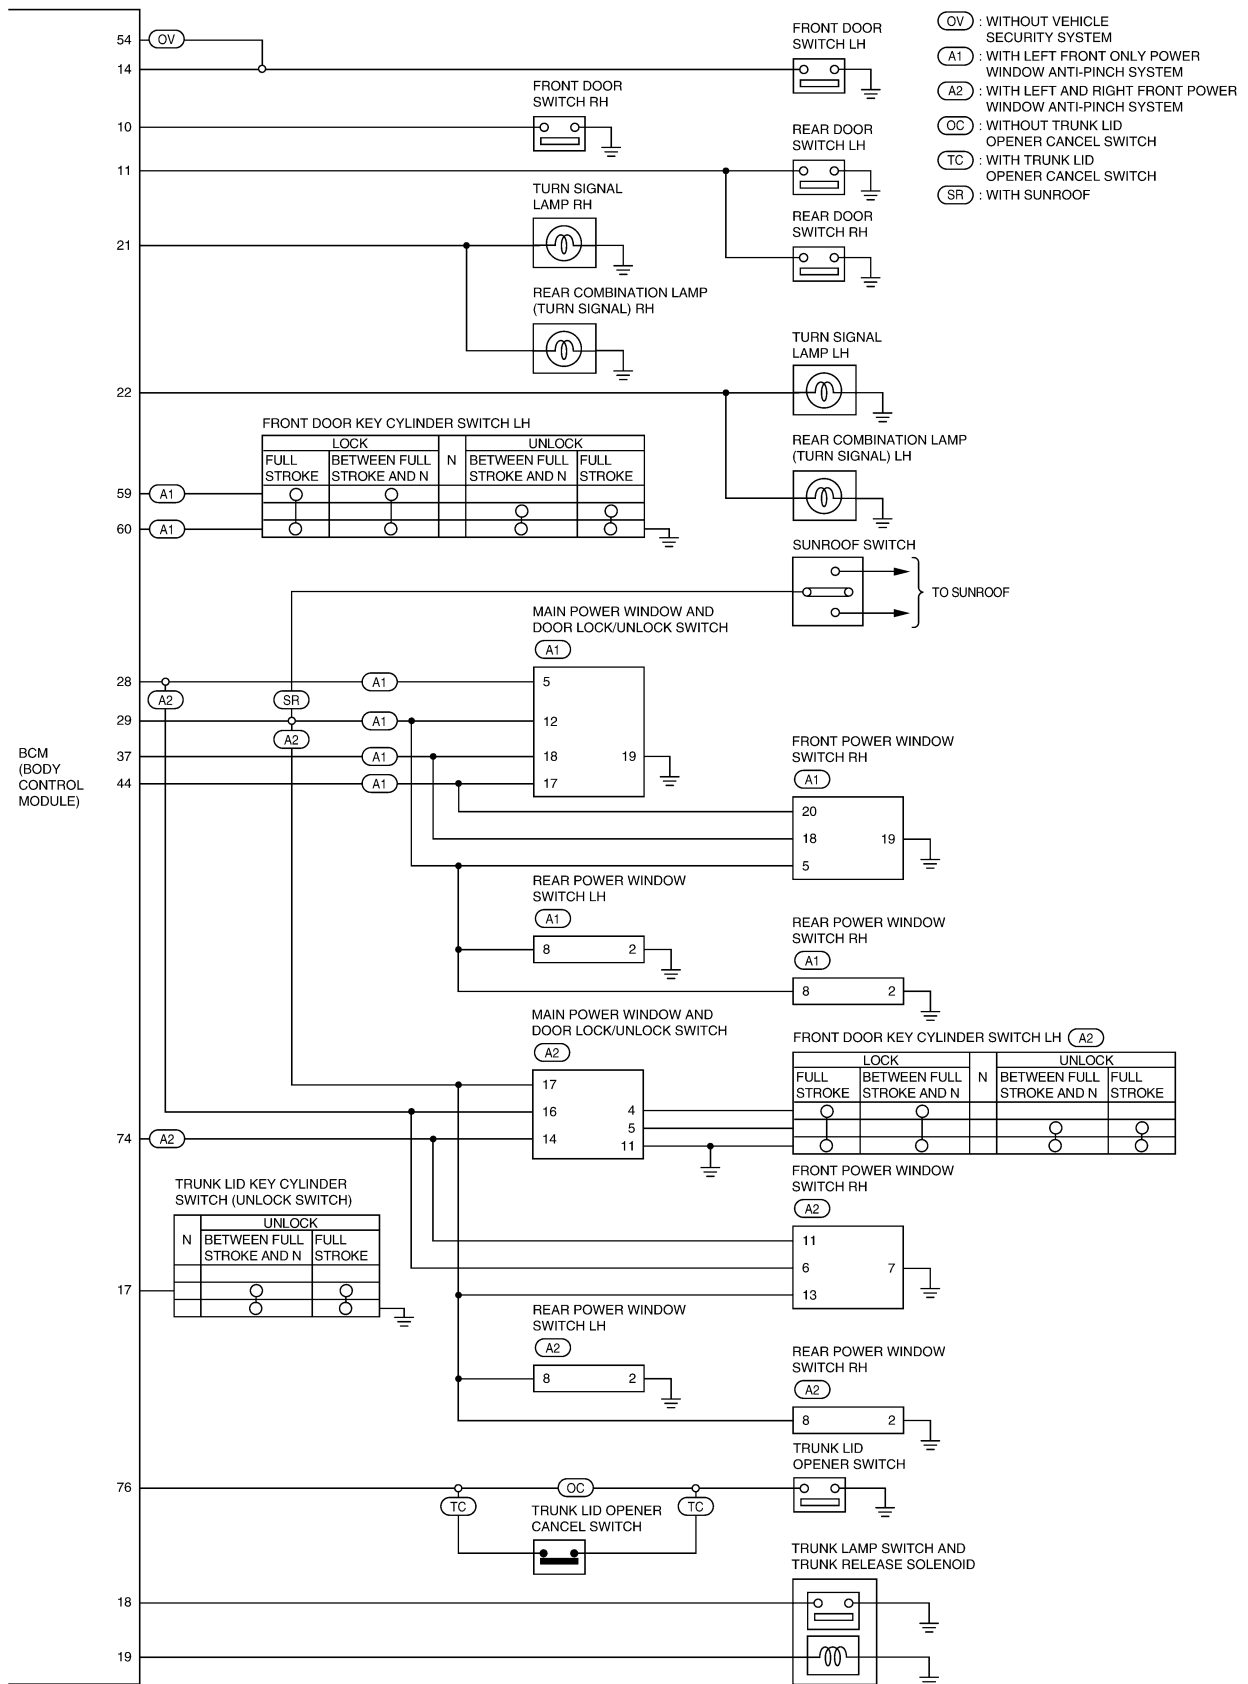 54 OV
14
FRONT DOOR
SWITCH LH
OV : WITHOUT VEHICLE
SECURITY SYSTEM
A1 : WITH LEFT FRONT ONLY POWER
WINDOW ANTI-PINCH SYSTEM
A2 : WITH LEFT AND RIGHT FRONT POWER
WINDOW ANTI-PINCH SYSTEM
OC : WITHOUT TRUNK LID
OPENER CANCEL SWITCH
TC : WITH TRUNK LID
OPENER CANCEL SWITCH
SR : WITH SUNROOF
FRONT DOOR
SWITCH RH
10
REAR DOOR
SWITCH LH
11
TURN SIGNAL
LAMP RH
REAR DOOR
SWITCH RH
21
REAR COMBINATION LAMP
(TURN SIGNAL) RH
TURN SIGNAL
LAMP LH
22
FRONT DOOR KEY CYLINDER SWITCH LH
LOCK N UNLOCK
FULL STROKE
BETWEEN FULL STROKE AND N
BETWEEN FULL STROKE AND N
FULL STROKE
59 A1
60 A1
REAR COMBINATION LAMP
(TURN SIGNAL) LH
SUNROOF SWITCH
TO SUNROOF
MAIN POWER WINDOW AND
DOOR LOCK/UNLOCK SWITCH
A1
28 A1 5
A2 SR
29 A1 12
A2
37 A1 18 19
44 A1 17
BCM
(BODY
CONTROL
MODULE)
FRONT POWER WINDOW
SWITCH RH
A1
20
18 19
5
REAR POWER WINDOW
SWITCH LH
A1
8 2
REAR POWER WINDOW
SWITCH RH
A1
8 2
MAIN POWER WINDOW AND
DOOR LOCK/UNLOCK SWITCH
A2
17
16 4
5
74 A2 14 11
FRONT DOOR KEY CYLINDER SWITCH LH A2
LOCK N UNLOCK
FULL STROKE
BETWEEN FULL STROKE AND N
BETWEEN FULL STROKE AND N
FULL STROKE
FRONT POWER WINDOW
SWITCH RH
A2
11
6 7
13
TRUNK LID KEY CYLINDER
SWITCH (UNLOCK SWITCH)
N UNLOCK
BETWEEN FULL STROKE AND N
FULL STROKE
17
REAR POWER WINDOW
SWITCH LH
A2
8 2
REAR POWER WINDOW
SWITCH RH
A2
8 2
TRUNK LID
OPENER SWITCH
76 OC
TC TC
TRUNK LID OPENER
CANCEL SWITCH
TRUNK LAMP SWITCH AND
TRUNK RELEASE SOLENOID
18
19